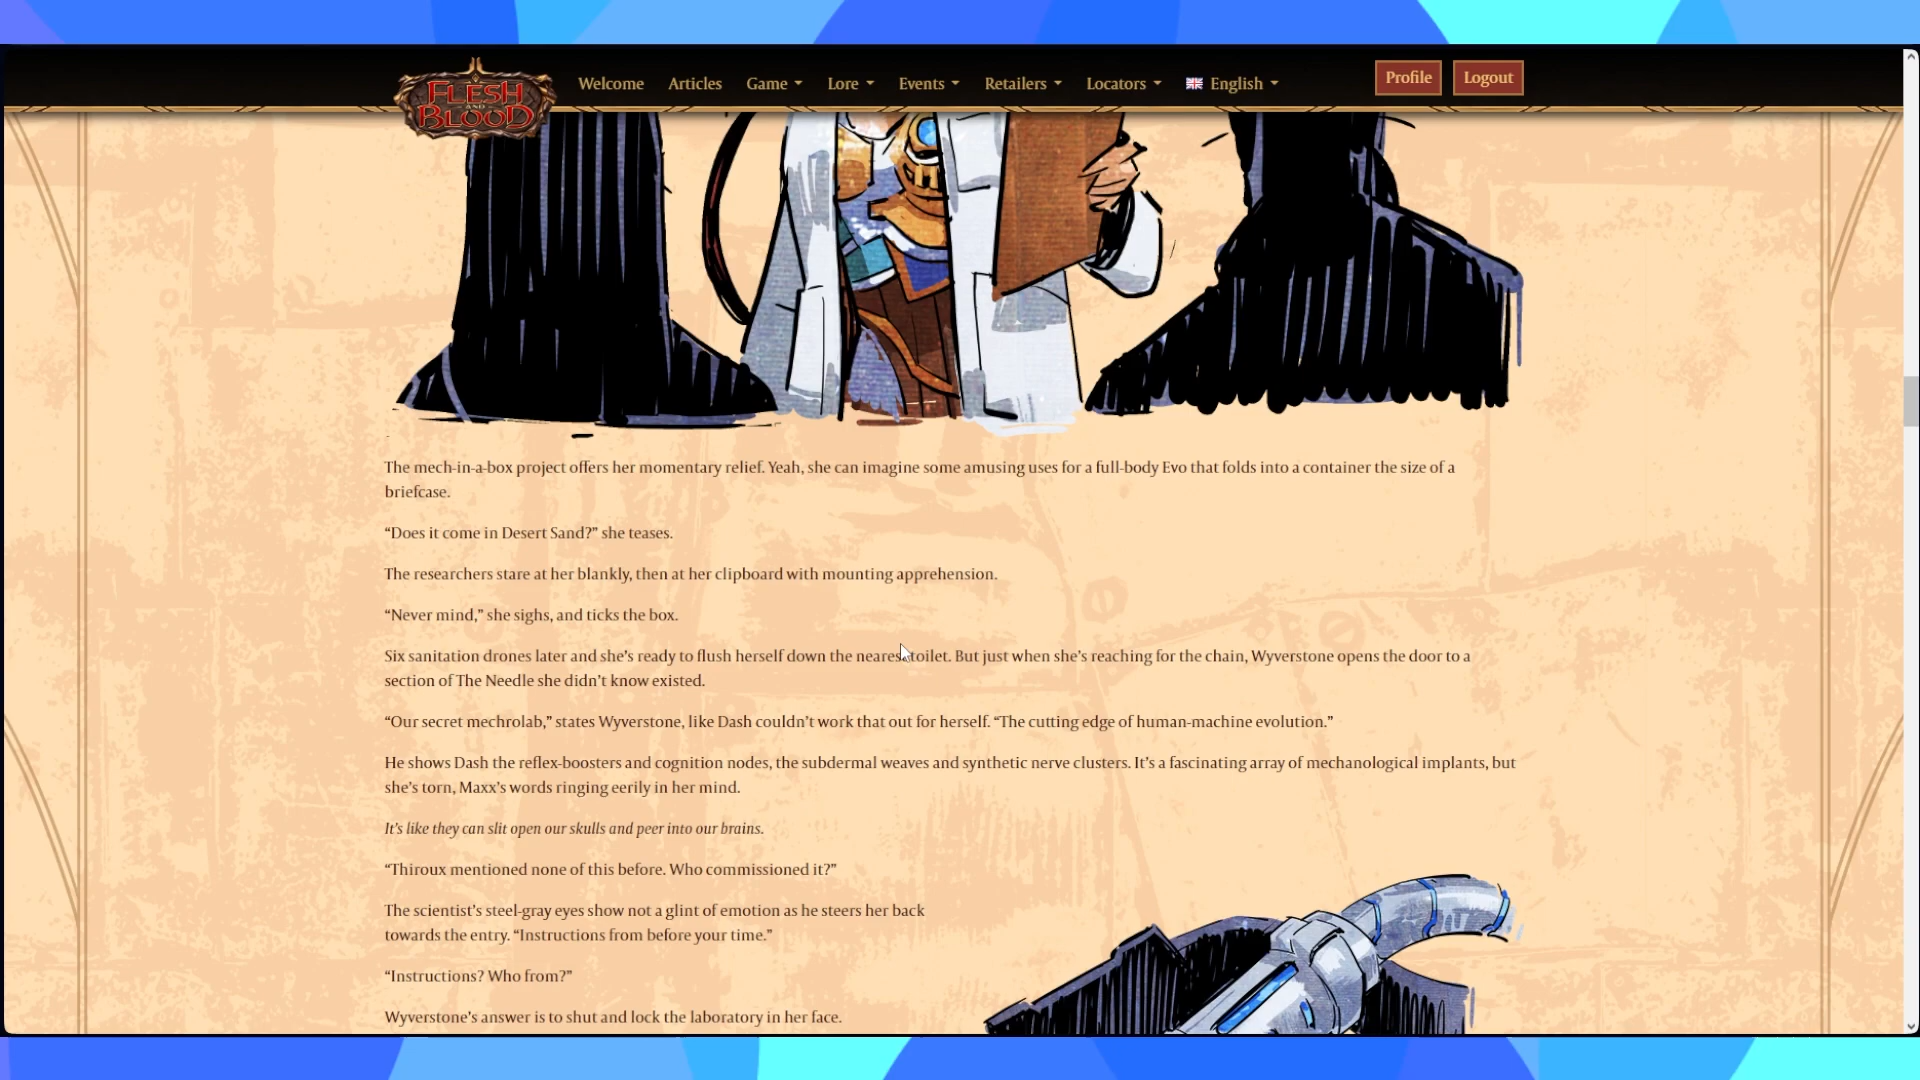 FLESH
AND
BLOOD
Welcome Articles Game Lore Events Retailers Locators English Profile Logout
The mech-in-a-box project offers her momentary relief. Yeah, she can imagine some amusing uses for a full-body Evo that folds into a container the size of a
briefcase.
“Does it come in Desert Sand?” she teases.
The researchers stare at her blankly, then at her clipboard with mounting apprehension.
“Never mind,” she sighs, and ticks the box.
Six sanitation drones later and she’s ready to flush herself down the nearest toilet. But just when she’s reaching for the chain, Wyverstone opens the door to a
section of The Needle she didn’t know existed.
“Our secret mechrolab,” states Wyverstone, like Dash couldn’t work that out for herself. “The cutting edge of human-machine evolution.”
He shows Dash the reflex-boosters and cognition nodes, the subdermal weaves and synthetic nerve clusters. It’s a fascinating array of mechanological implants, but
she’s torn, Maxx’s words ringing eerily in her mind.
It’s like they can slit open our skulls and peer into our brains.
“Thiroux mentioned none of this before. Who commissioned it?”
The scientist’s steel-gray eyes show not a glint of emotion as he steers her back
towards the entry. “Instructions from before your time.”
“Instructions? Who from?”
Wyverstone’s answer is to shut and lock the laboratory in her face.